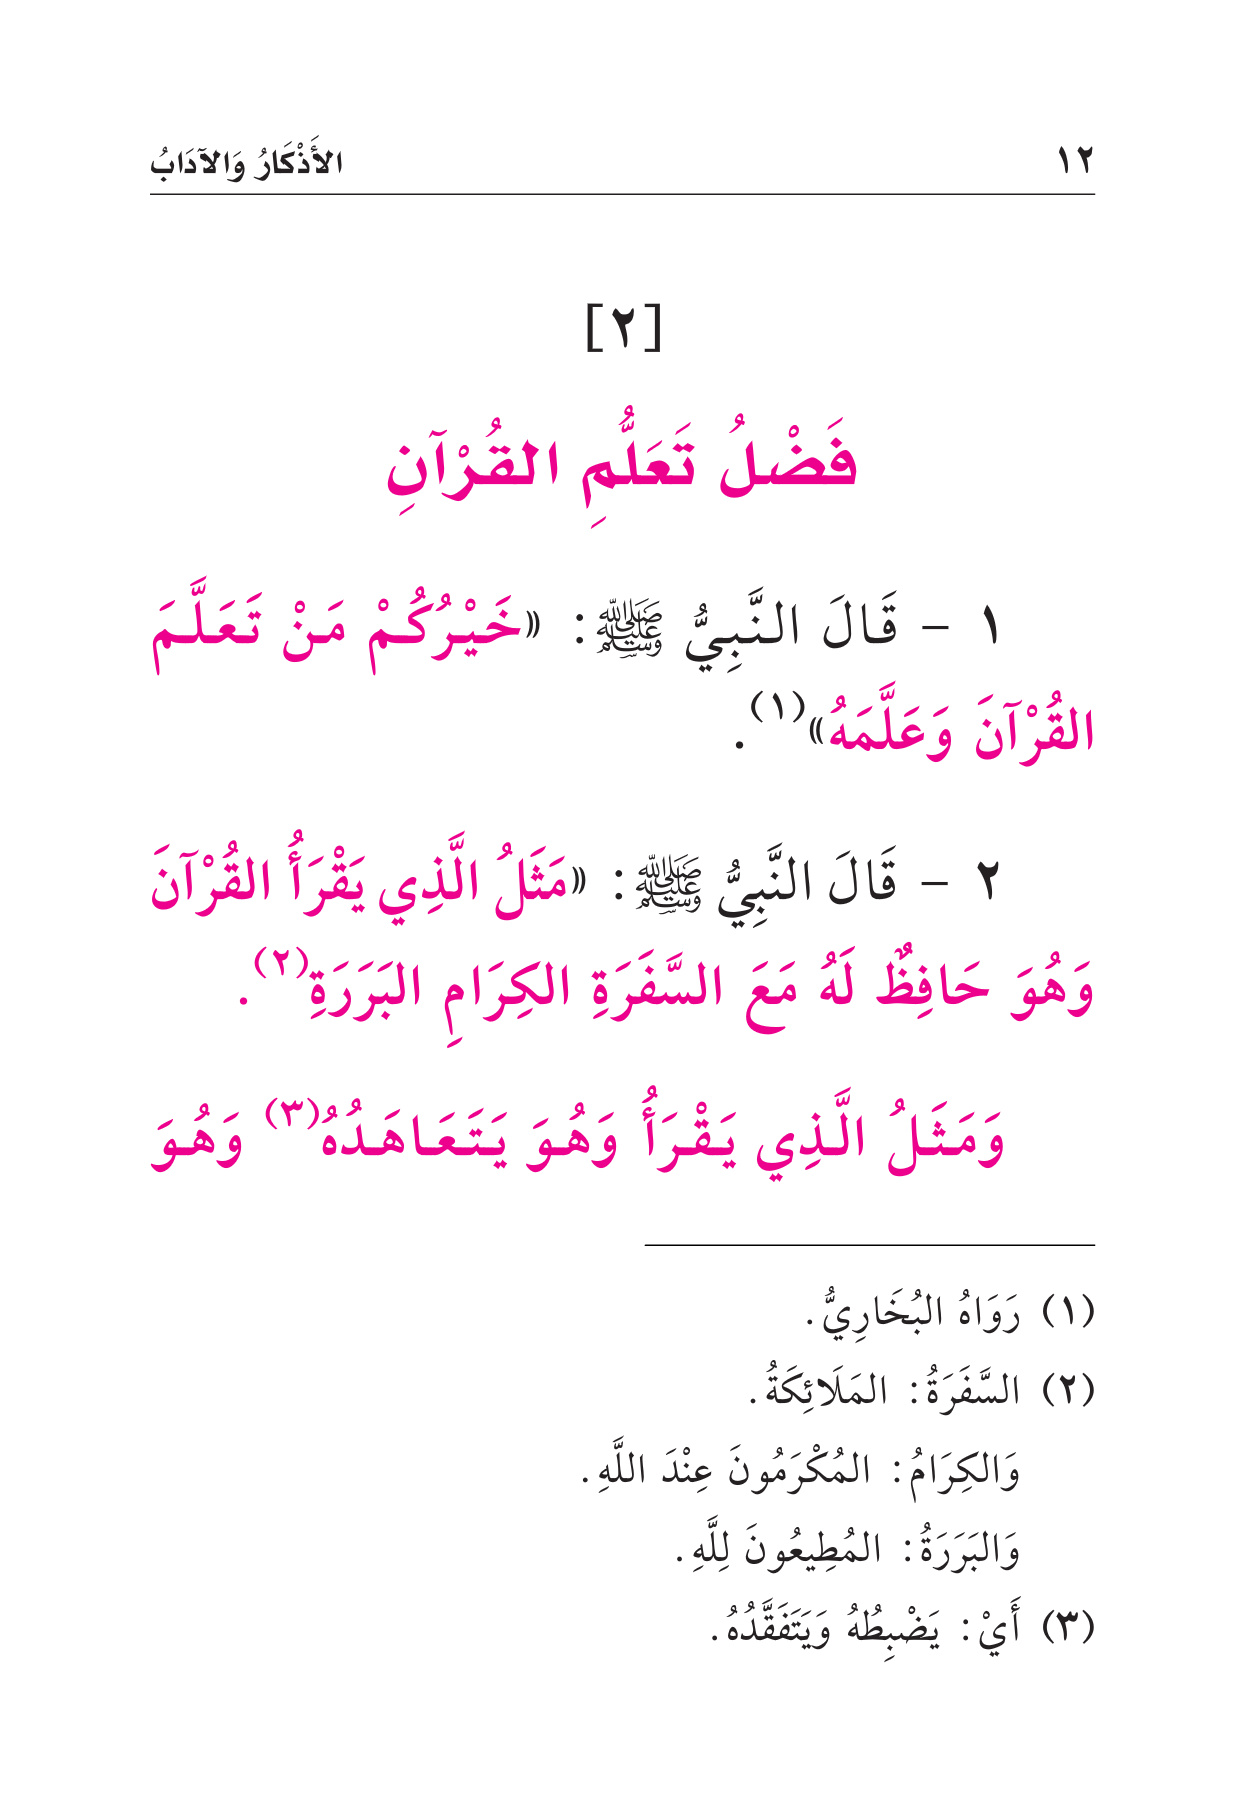 ١٢ الأَذْكَارُ وَالآدَابُ
[٢]
فَضْلُ تَعَلُّمِ القُرْآنِ
١ - قَالَ النَّبِيُّ ﷺ: «خَيْرُكُمْ مَنْ تَعَلَّمَ
القُرْآنَ وَعَلَّمَهُ»(١).
٢ - قَالَ النَّبِيُّ ﷺ: «مَثَلُ الَّذِي يَقْرَأُ القُرْآنَ
وَهُوَ حَافِظٌ لَهُ مَعَ السَّفَرَةِ الكِرَامِ البَرَرَةِ(٢).
وَمَثَلُ الَّذِي يَقْرَأُ وَهُوَ يَتَعَاهَدُهُ(٣) وَهُوَ
(١) رَوَاهُ البُخَارِيُّ.
(٢) السَّفَرَةُ: المَلَائِكَةُ.
وَالكِرَامُ: المُكْرَمُونَ عِنْدَ اللَّهِ.
وَالبَرَرَةُ: المُطِيعُونَ لِلَّهِ.
(٣) أَيْ: يَضْبِطُهُ وَيَتَفَقَّدُهُ.